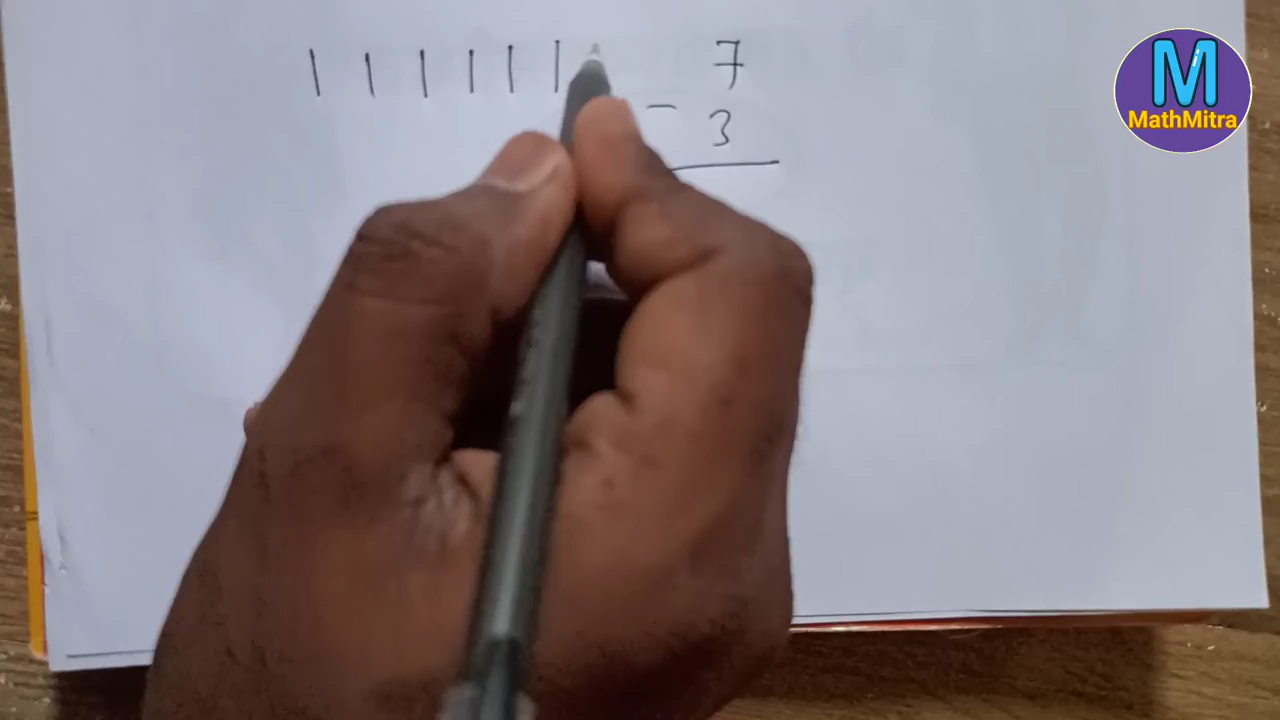 | | | | | | 7
- 3
M
MathMitra